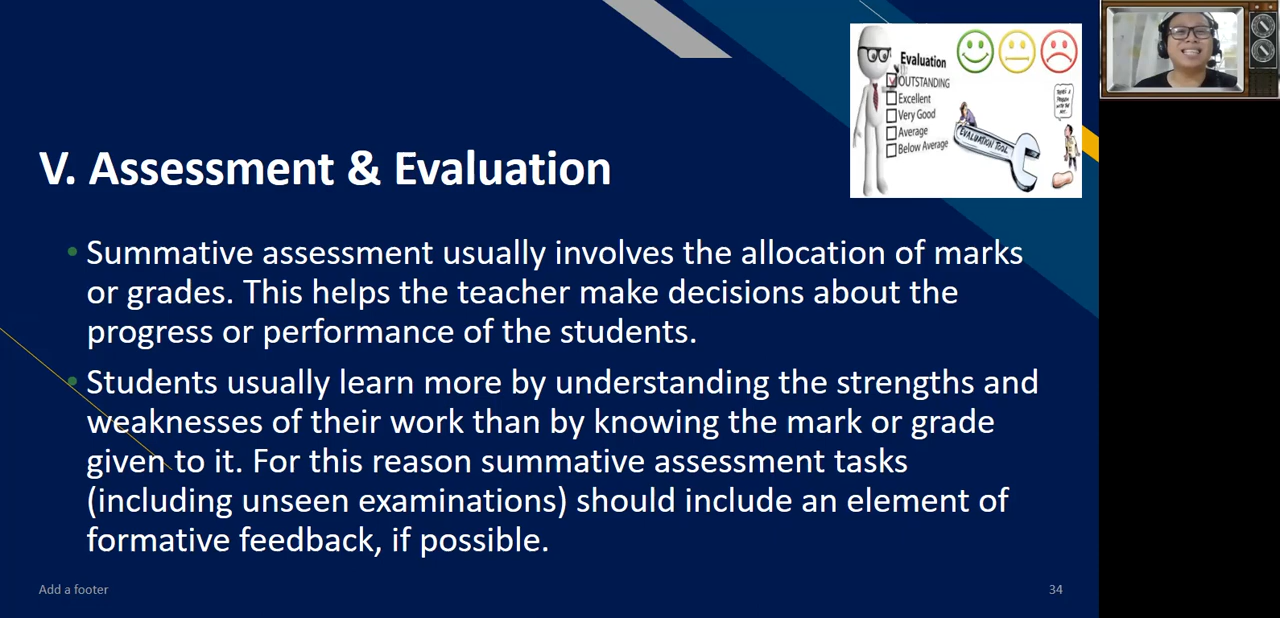 Evaluation
OUTSTANDING
Excellent
Very Good
Average
Below Average
EVALUATION TOOL
V. Assessment & Evaluation
• Summative assessment usually involves the allocation of marks
or grades. This helps the teacher make decisions about the
progress or performance of the students.
• Students usually learn more by understanding the strengths and
weaknesses of their work than by knowing the mark or grade
given to it. For this reason summative assessment tasks
(including unseen examinations) should include an element of
formative feedback, if possible.
Add a footer
34